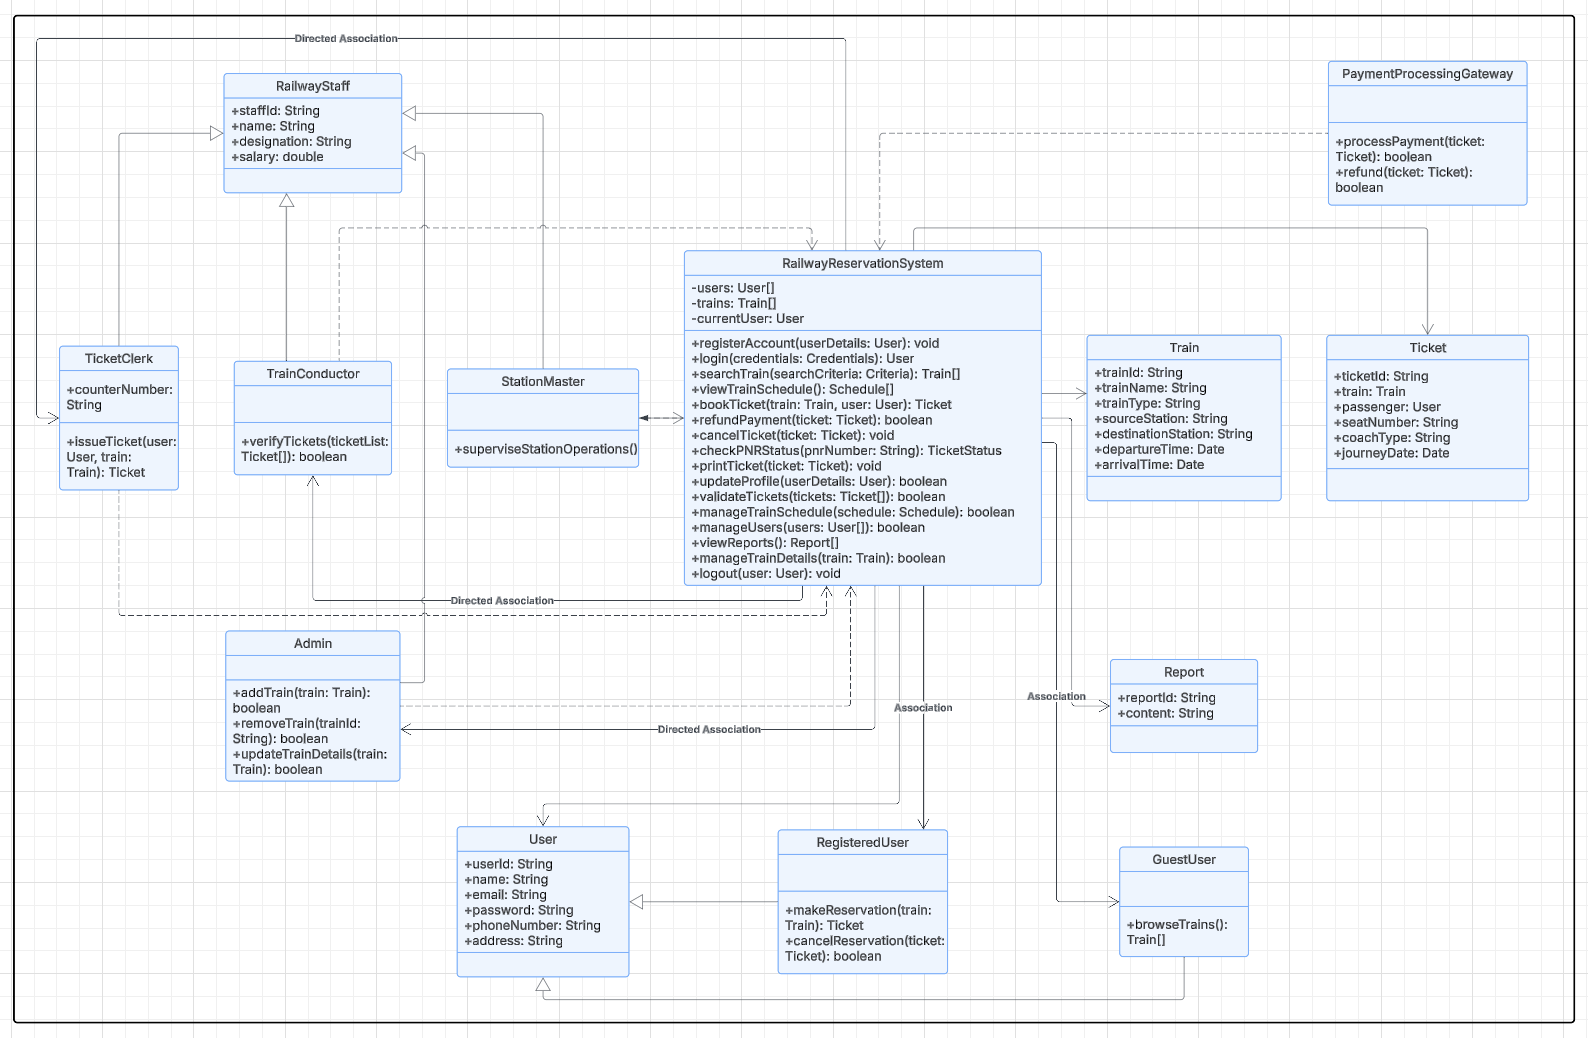 Directed Association
RailwayStaff
+staffId: String
+name: String
+designation: String
+salary: double
PaymentProcessingGateway
+processPayment(ticket:
Ticket): boolean
+refund(ticket: Ticket):
boolean
RailwayReservationSystem
-users: User[]
-trains: Train[]
-currentUser: User
+registerAccount(userDetails: User): void
+login(credentials: Credentials): User
+searchTrain(searchCriteria: Criteria): Train[]
+viewTrainSchedule(): Schedule[]
+bookTicket(train: Train, user: User): Ticket
+refundPayment(ticket: Ticket): boolean
+cancelTicket(ticket: Ticket): void
+checkPNRStatus(pnrNumber: String): TicketStatus
+printTicket(ticket: Ticket): void
+updateProfile(userDetails: User): boolean
+validateTickets(tickets: Ticket[]): boolean
+manageTrainSchedule(schedule: Schedule): boolean
+manageUsers(users: User[]): boolean
+viewReports(): Report[]
+manageTrainDetails(train: Train): boolean
+logout(user: User): void
TicketClerk
+counterNumber:
String
+issueTicket(user:
User, train:
Train): Ticket
TrainConductor
+verifyTickets(ticketList:
Ticket[]): boolean
StationMaster
+superviseStationOperations()
Train
+trainId: String
+trainName: String
+trainType: String
+sourceStation: String
+destinationStation: String
+departureTime: Date
+arrivalTime: Date
Ticket
+ticketId: String
+train: Train
+passenger: User
+seatNumber: String
+coachType: String
+journeyDate: Date
Directed Association
Admin
+addTrain(train: Train):
boolean
+removeTrain(trainId:
String): boolean
+updateTrainDetails(train:
Train): boolean
Directed Association
Association
Association
Report
+reportId: String
+content: String
User
+userId: String
+name: String
+email: String
+password: String
+phoneNumber: String
+address: String
RegisteredUser
+makeReservation(train:
Train): Ticket
+cancelReservation(ticket:
Ticket): boolean
GuestUser
+browseTrains():
Train[]